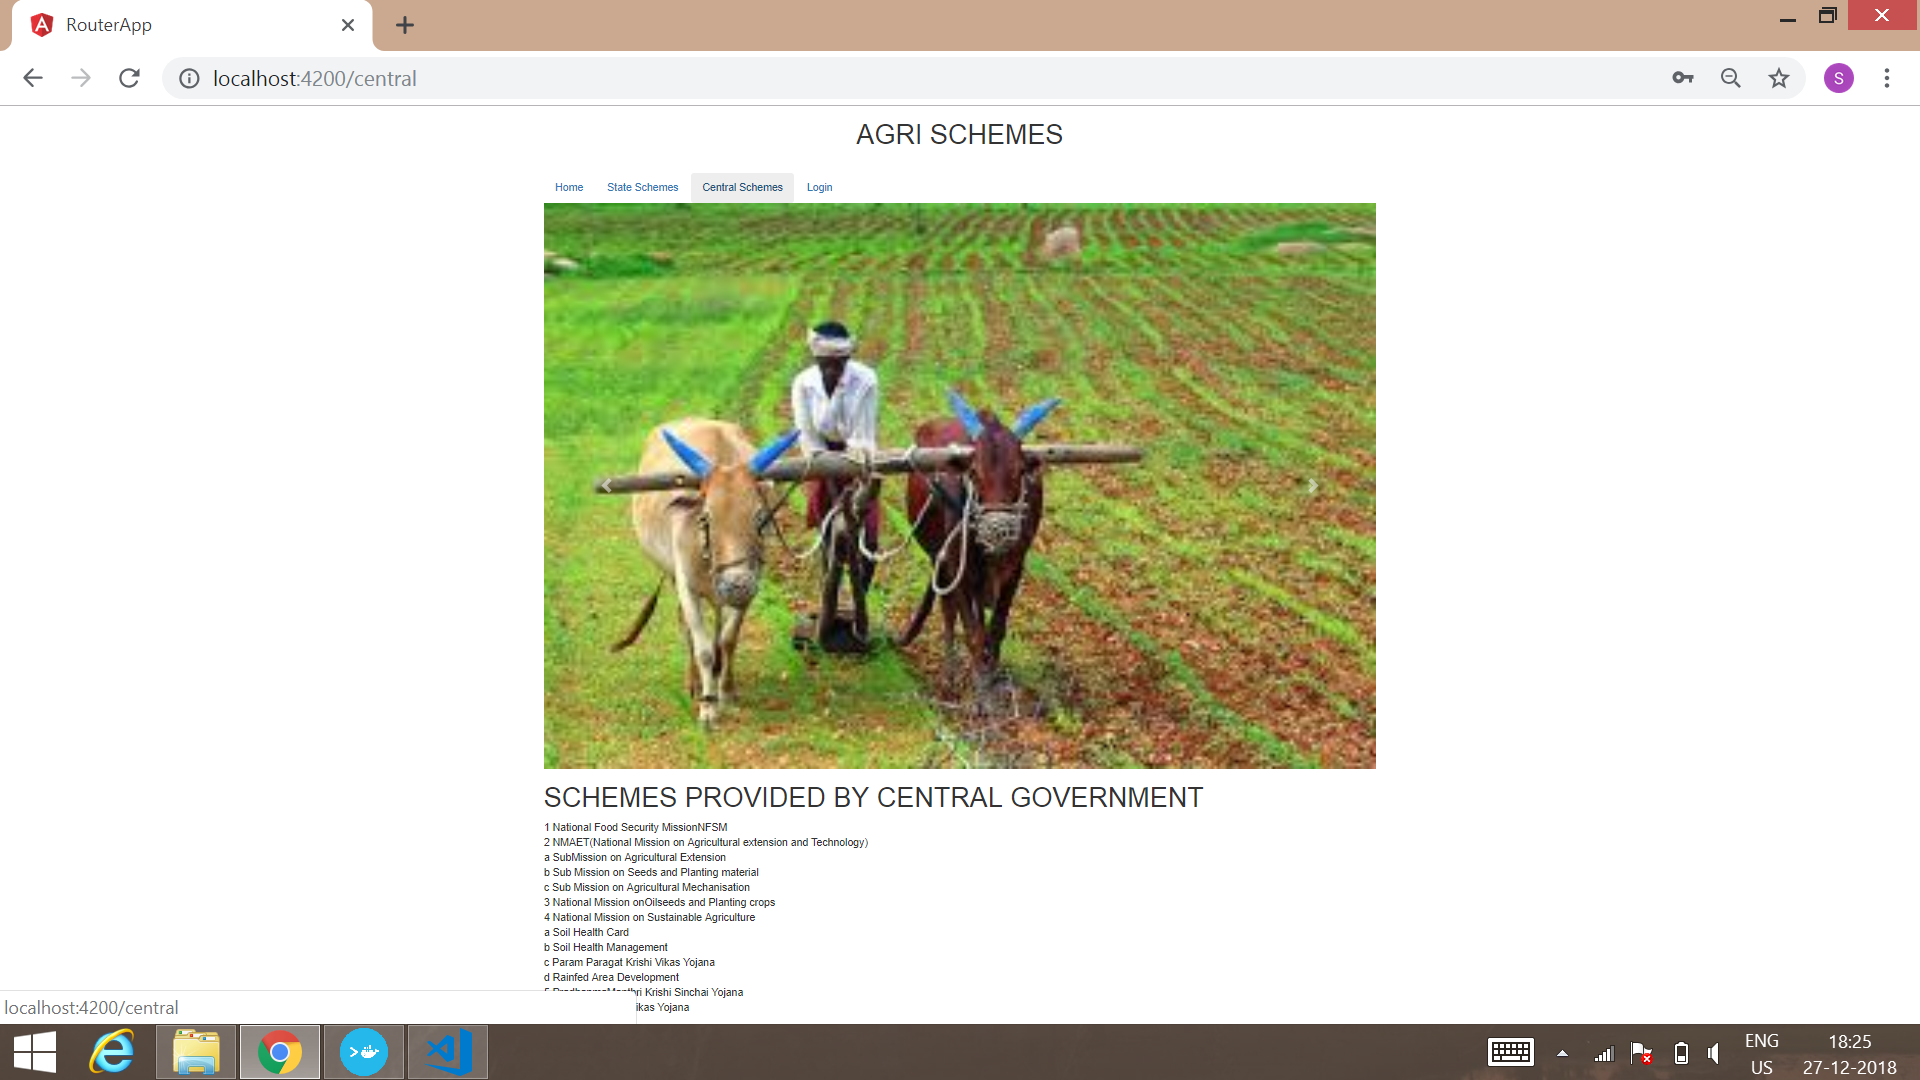 RouterApp
localhost:4200/central
S
AGRI SCHEMES
Home State Schemes Central Schemes Login
SCHEMES PROVIDED BY CENTRAL GOVERNMENT
1 National Food Security MissionNFSM
2 NMAET(National Mission on Agricultural extension and Technology)
a SubMission on Agricultural Extension
b Sub Mission on Seeds and Planting material
c Sub Mission on Agricultural Mechanisation
3 National Mission onOilseeds and Planting crops
4 National Mission on Sustainable Agriculture
a Soil Health Card
b Soil Health Management
c Param Paragat Krishi Vikas Yojana
d Rainfed Area Development
Krishi Sinchai Yojana
Yojana
localhost:4200/central
ENG 18:25
US 27-12-2018